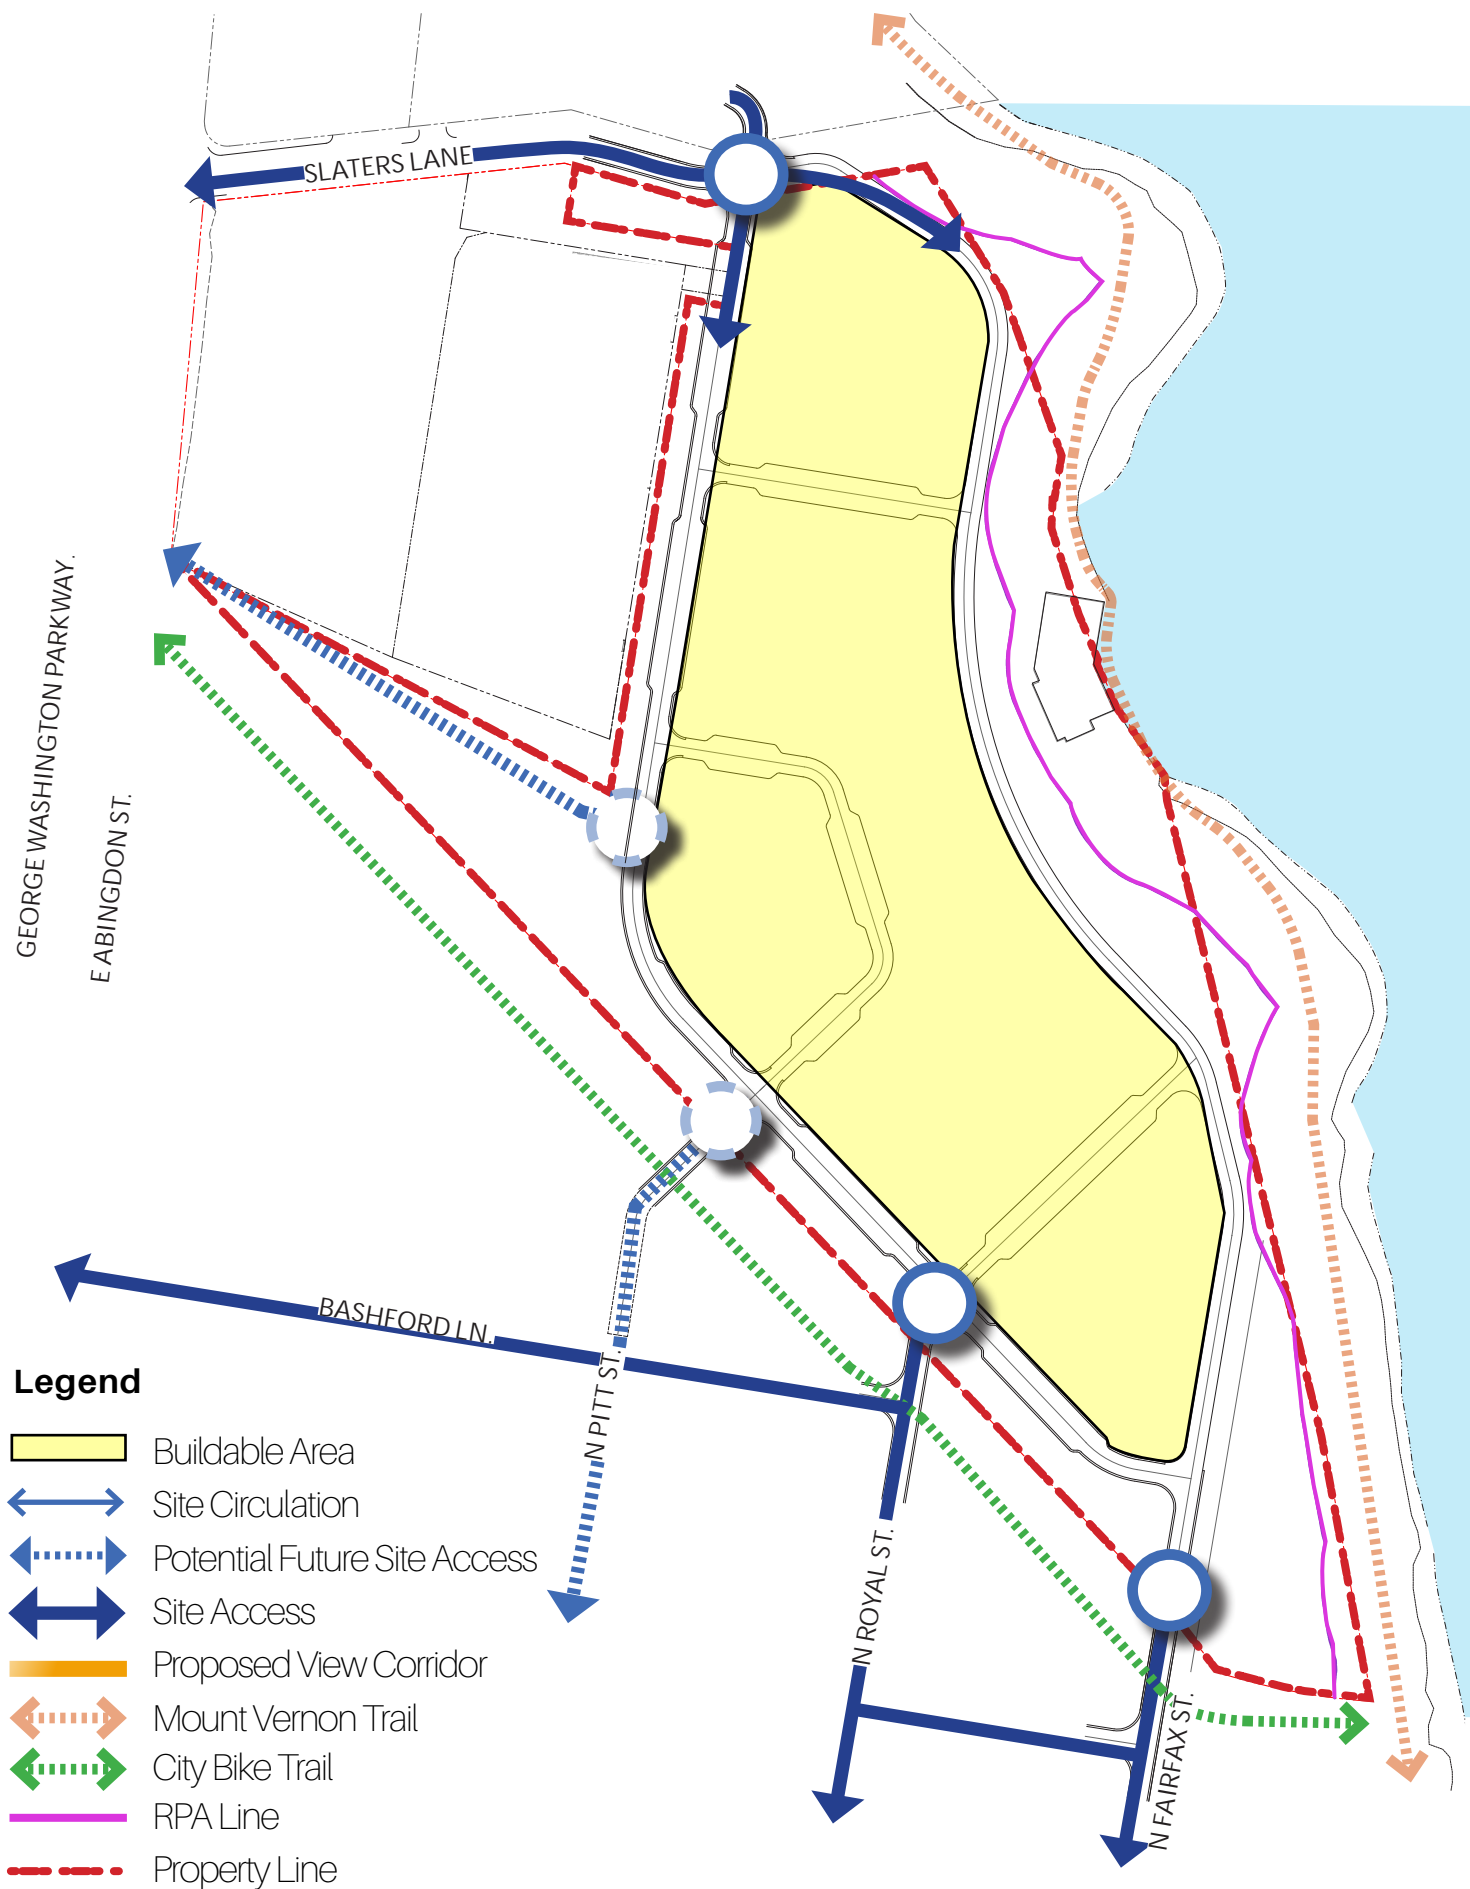 SLATERS LANE
GEORGE WASHINGTON PARKWAY.
E ABINGDON ST.
BASHFORD LN.
N PITT ST.
N ROYAL ST.
N FAIRFAX ST.
Legend
Buildable Area
Site Circulation
Potential Future Site Access
Site Access
Proposed View Corridor
Mount Vernon Trail
City Bike Trail
RPA Line
Property Line